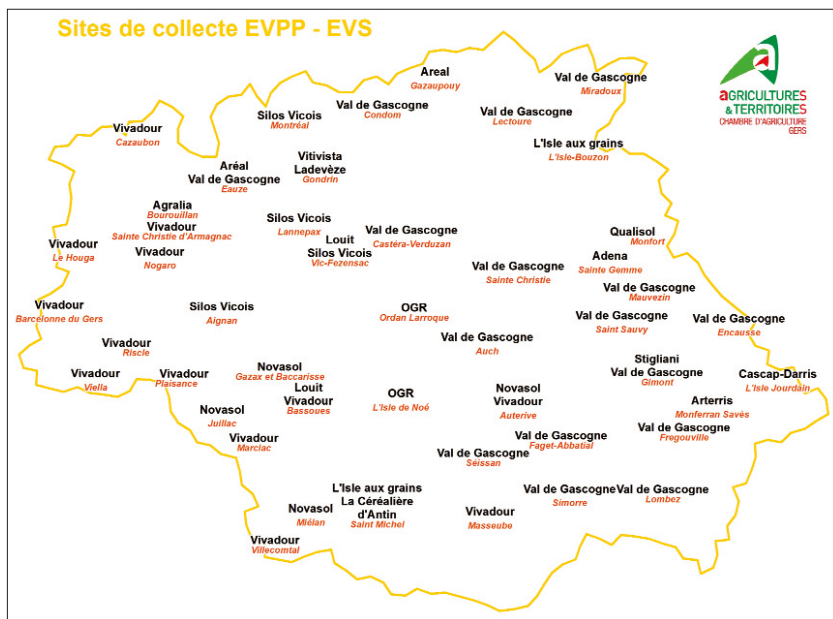 Sites de collecte EVPP - EVS
aGRICULTURES
& TERRITOIRES
CHAMBRE D'AGRICULTURE
GERS
Areal
Gazaupouy
Val de Gascogne
Miradoux
Val de Gascogne
Condom
Silos Vicois
Montréal
Val de Gascogne
Lectoure
Vivadour
Cazaubon
L'Isle aux grains
L'Isle-Bouzon
Vitivista
Ladevèze
Gondrin
Aréal
Val de Gascogne
Eauze
Agralia
Bourouillan
Vivadour
Sainte Christie d'Armagnac
Silos Vicois
Lannepax
Val de Gascogne
Castéra-Verduzan
Qualisol
Monfort
Vivadour
Le Houga
Vivadour
Nogaro
Louit
Silos Vicois
Vic-Fezensac
Adena
Sainte Gemme
Val de Gascogne
Sainte Christie
Val de Gascogne
Mauvezin
Vivadour
Barcelonne du Gers
Silos Vicois
Aignan
OGR
Ordan Larroque
Val de Gascogne
Saint Sauvy
Val de Gascogne
Encausse
Vivadour
Riscle
Val de Gascogne
Auch
Stigliani
Val de Gascogne
Gimont
Vivadour
Viella
Vivadour
Plaisance
Novasol
Gazax et Baccarisse
Cascap-Darris
L'Isle Jourdain
Louit
Vivadour
Bassoues
OGR
L'Isle de Noé
Novasol
Vivadour
Auterive
Arterris
Monferran Savès
Novasol
Juillac
Val de Gascogne
Fregouville
Vivadour
Marciac
Val de Gascogne
Faget-Abbatial
Val de Gascogne
Séissan
L'Isle aux grains
La Céréalière
d'Antin
Saint Michel
Val de Gascogne
Simorre
Val de Gascogne
Lombez
Novasol
Miélan
Vivadour
Masseube
Vivadour
Villecomtal